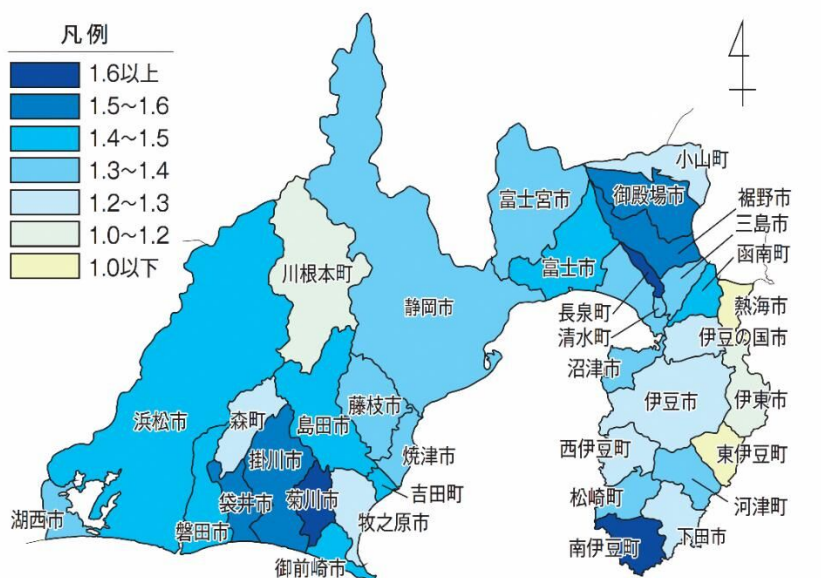 凡例
1.6以上
1.5～1.6
1.4～1.5
1.3～1.4
1.2～1.3
1.0～1.2
1.0以下
小山町
御殿場市
裾野市
富士宮市
三島市
函南町
富士市
川根本町
熱海市
長泉町
静岡市
清水町
伊豆の国市
沼津市
伊豆市
伊東市
藤枝市
浜松市
森町
島田市
西伊豆町
東伊豆町
掛川市
焼津市
吉田町
松崎町
河津町
袋井市
菊川市
湖西市
磐田市
牧之原市
下田市
南伊豆町
御前崎市